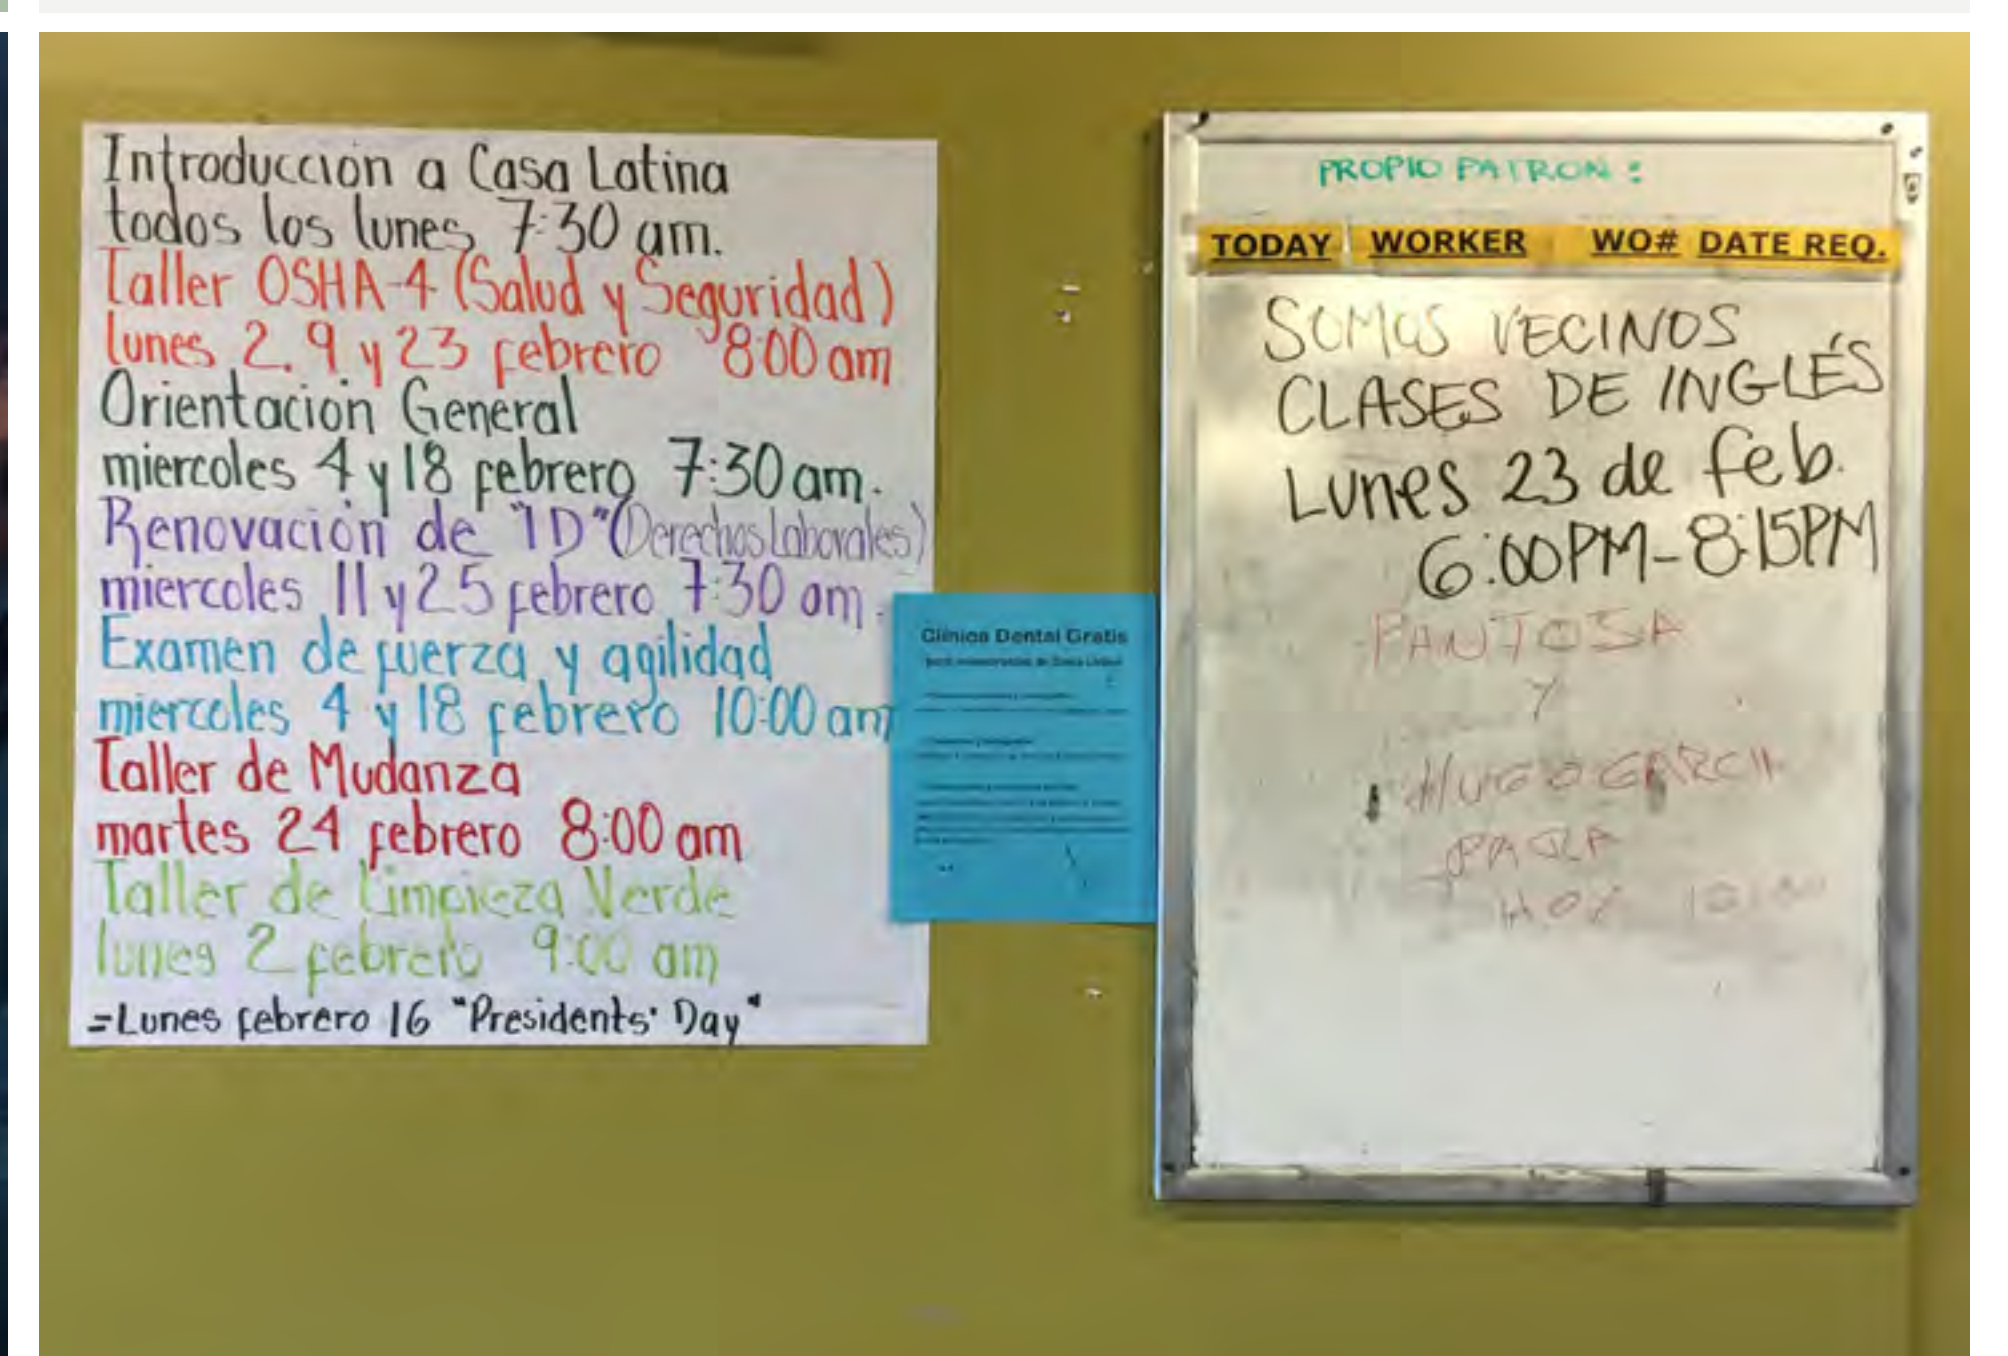 Introducción a Casa Latina
todos los lunes 7:30 am.
Taller OSHA-4 (Salud y Seguridad)
lunes 2, 9 y 23 febrero 8:00 am
Orientación General
miercoles 4 y 18 febrero 7:30 am.
Renovación de "ID" (Derechos Laborales)
miercoles 11 y 25 febrero 7:30 am.
Examen de fuerza y agilidad
miercoles 4 y 18 febrero 10:00 am
Taller de Mudanza
martes 24 febrero 8:00 am
Taller de Limpieza Verde
lunes 2 febrero 9:00 am
=Lunes febrero 16 "Presidents' Day"
Clínica Dental Gratis
PROPIO PATRON:
TODAY WORKER WO# DATE REQ.
SOMOS VECINOS
CLASES DE INGLÉS
Lunes 23 de feb.
6:00PM-8:15PM
PANTOJA
Y
HUGO GARCIA
PARA
HOY